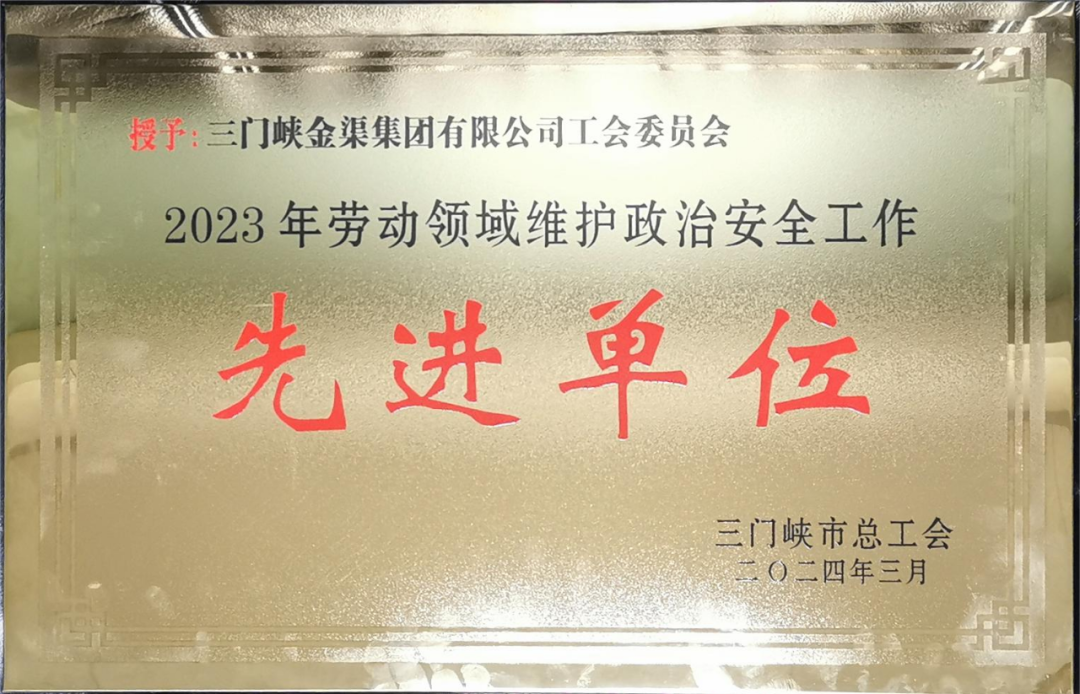 授予：三门峡金渠集团有限公司工会委员会
2023年劳动领域维护政治安全工作
先进单位
三门峡市总工会
二〇二四年三月